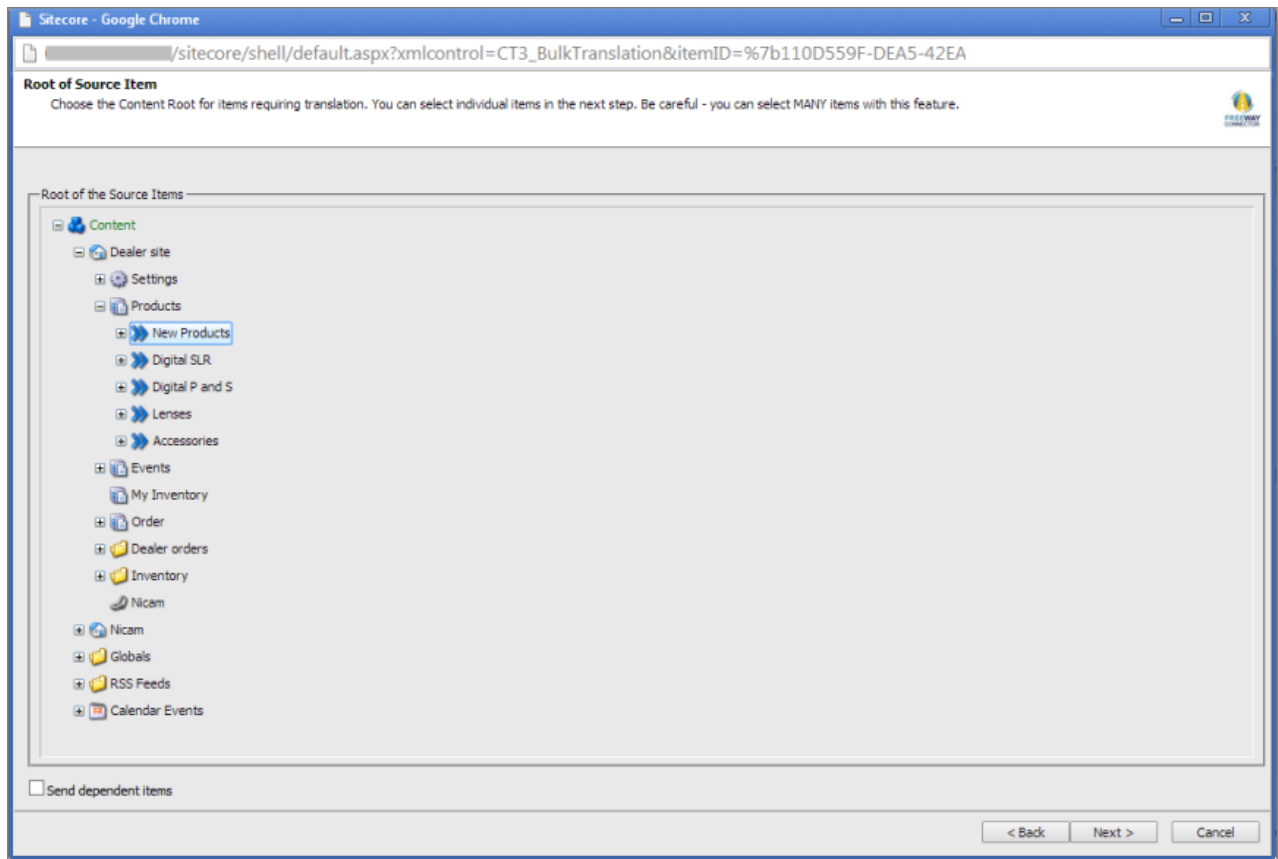 Sitecore - Google Chrome
/sitecore/shell/default.aspx?xmlcontrol=CT3_BulkTranslation&itemID=%7b110D559F-DEA5-42EA
Root of Source Item
Choose the Content Root for items requiring translation. You can select individual items in the next step. Be careful - you can select MANY items with this feature.
FREEWAY
CONNECTOR
Root of the Source Items
Content
Dealer site
Settings
Products
New Products
Digital SLR
Digital P and S
Lenses
Accessories
Events
My Inventory
Order
Dealer orders
Inventory
Nicam
Nicam
Globals
RSS Feeds
Calendar Events
Send dependent items
< Back Next > Cancel